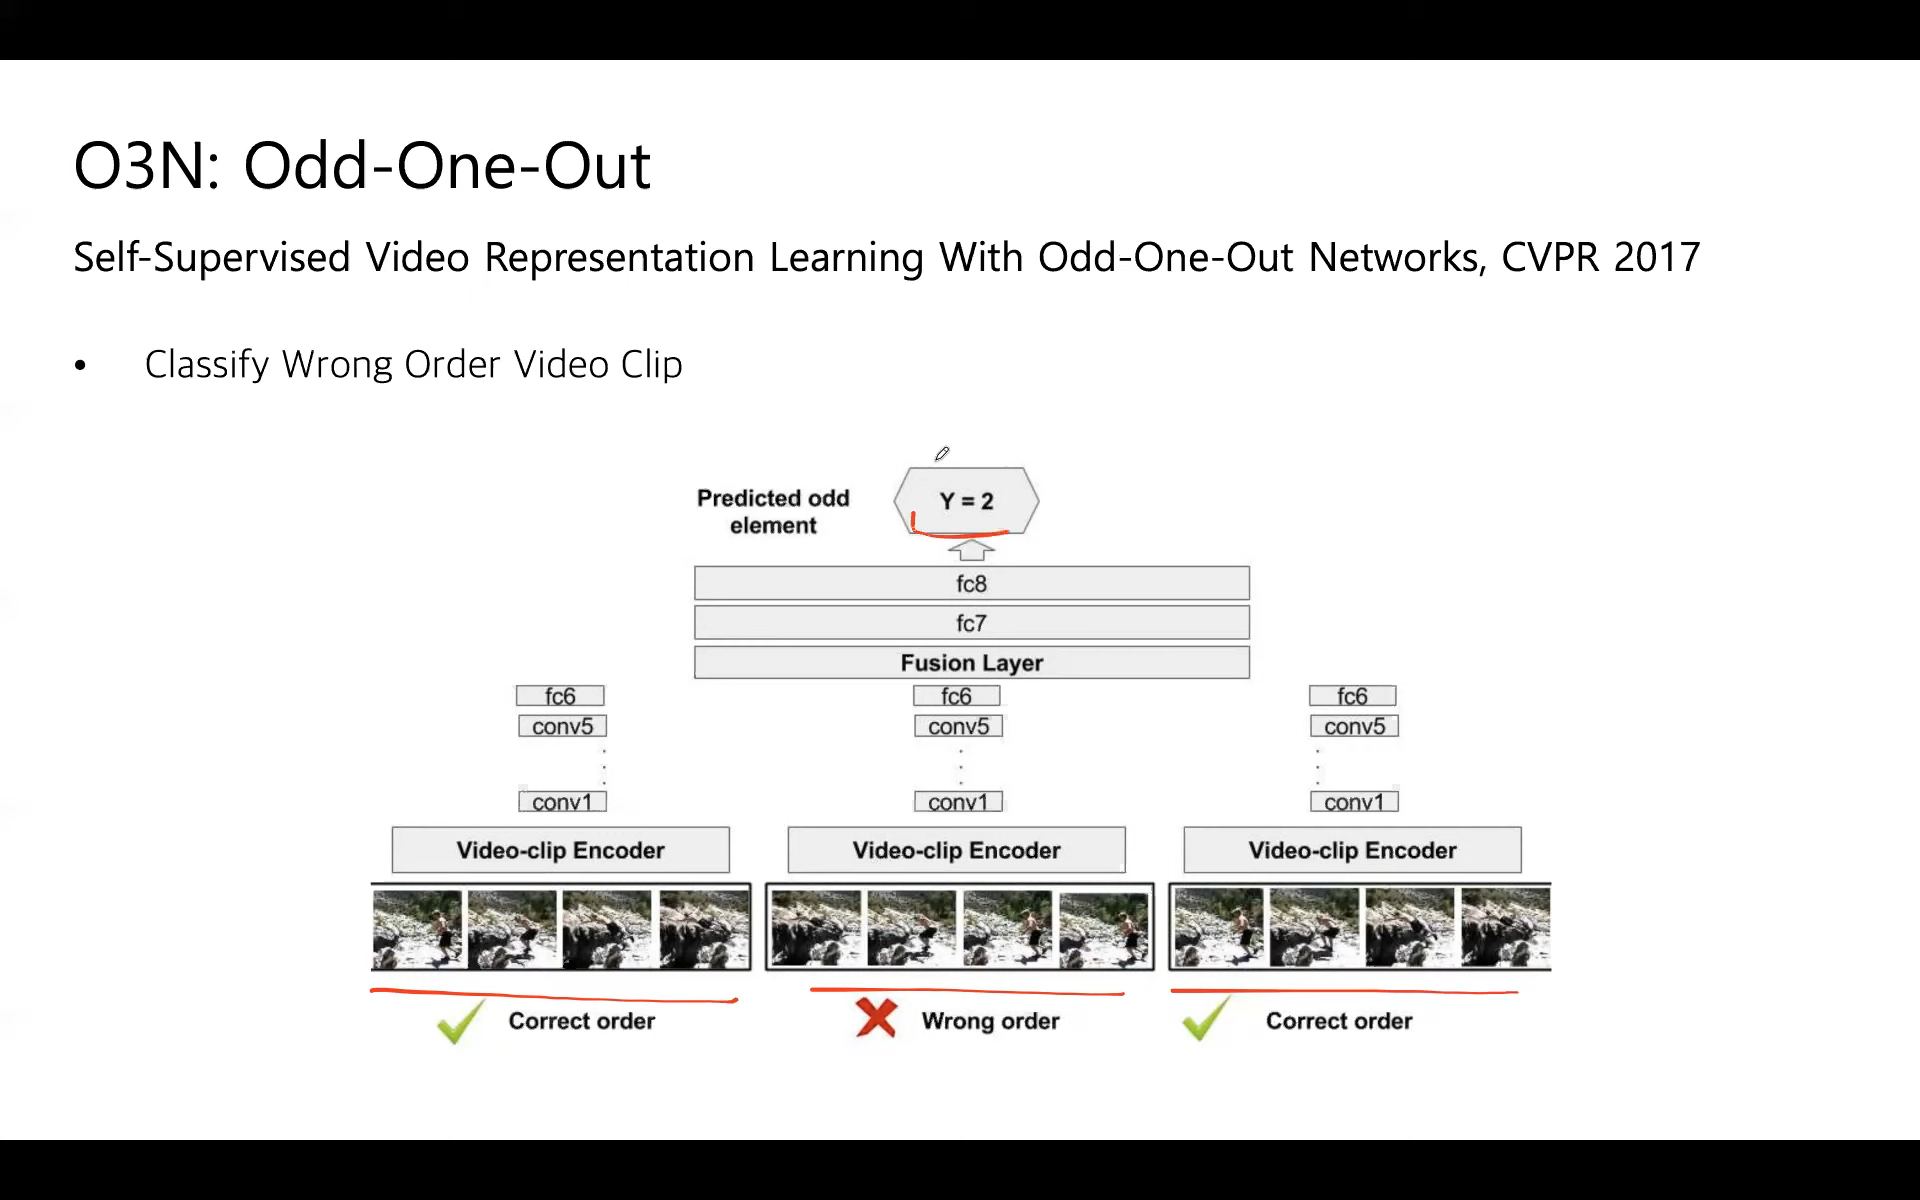 O3N: Odd-One-Out
Self-Supervised Video Representation Learning With Odd-One-Out Networks, CVPR 2017
• Classify Wrong Order Video Clip
Predicted odd
element
Y = 2
fc8
fc7
Fusion Layer
fc6 fc6 fc6
conv5 conv5 conv5
conv1 conv1 conv1
Video-clip Encoder Video-clip Encoder Video-clip Encoder
Correct order Wrong order Correct order